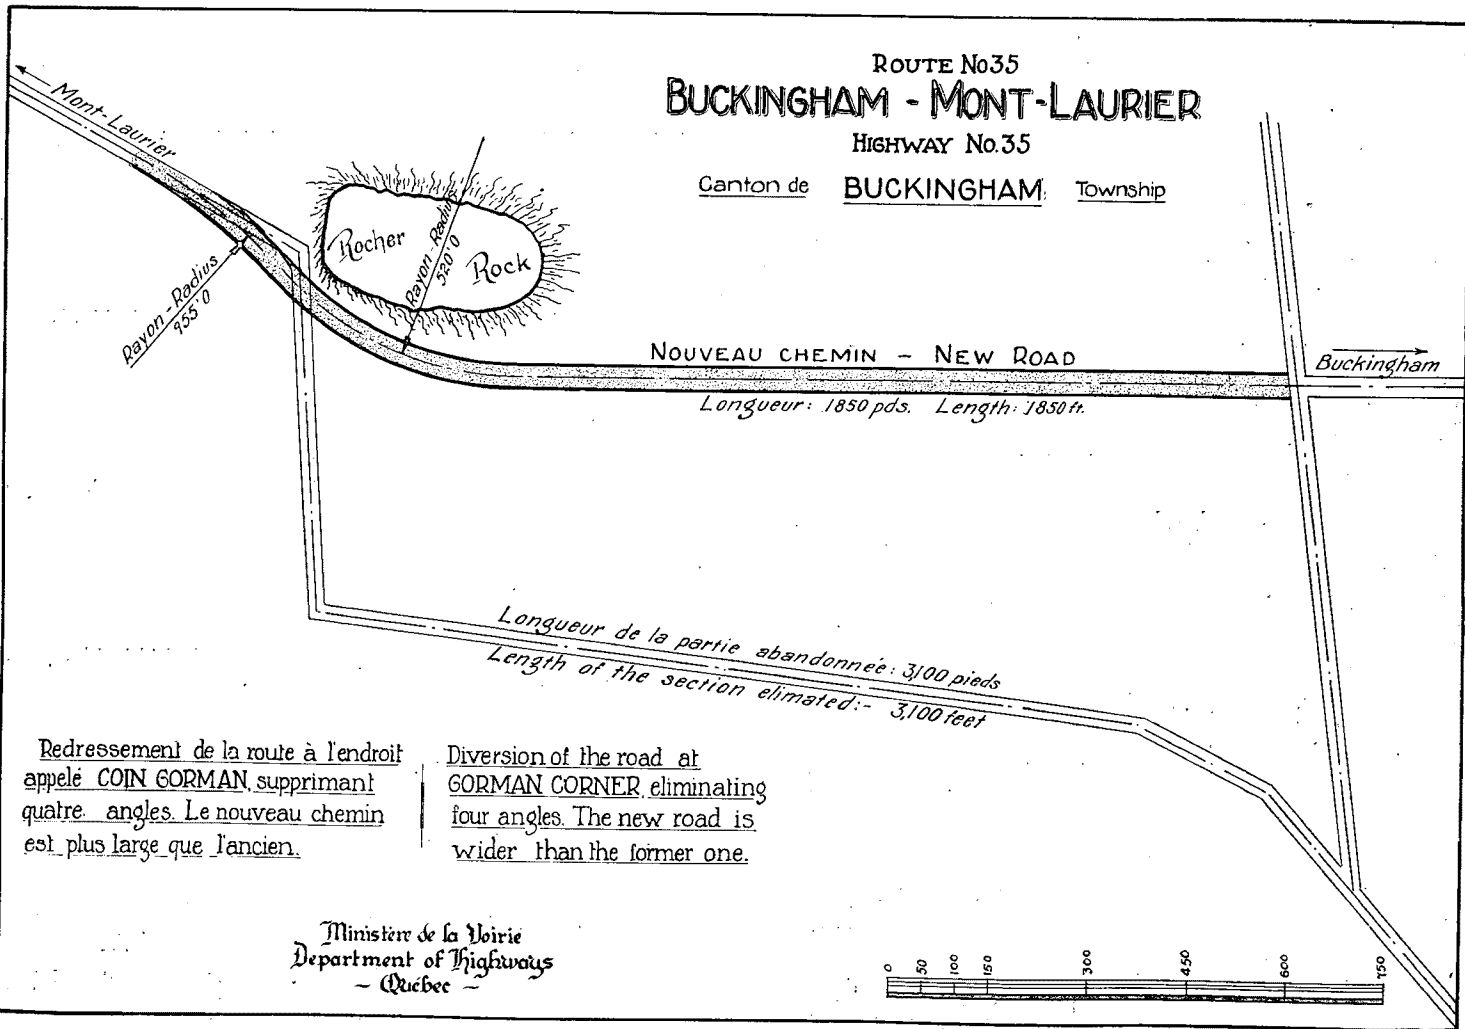 ROUTE No35
BUCKINGHAM - MONT-LAURIER
HIGHWAY No.35
Canton de BUCKINGHAM Township
Mont-Laurier
Rocher
Rock
Rayon-Radius
520'0
Rayon-Radius
955'0
NOUVEAU CHEMIN - NEW ROAD
Longueur: 1850 pds. Length: 1850 ft.
Buckingham
Longueur de la partie abandonnée: 3,100 pieds
Length of the section elimated:- 3,100 feet
Redressement de la route à l'endroit
appelé COIN GORMAN, supprimant
quatre angles. Le nouveau chemin
est plus large que l'ancien.
Diversion of the road at
GORMAN CORNER, eliminating
four angles. The new road is
wider than the former one.
Ministère de la Voirie
Department of Highways
- Québec -
0 50 100 150 300 450 600 750